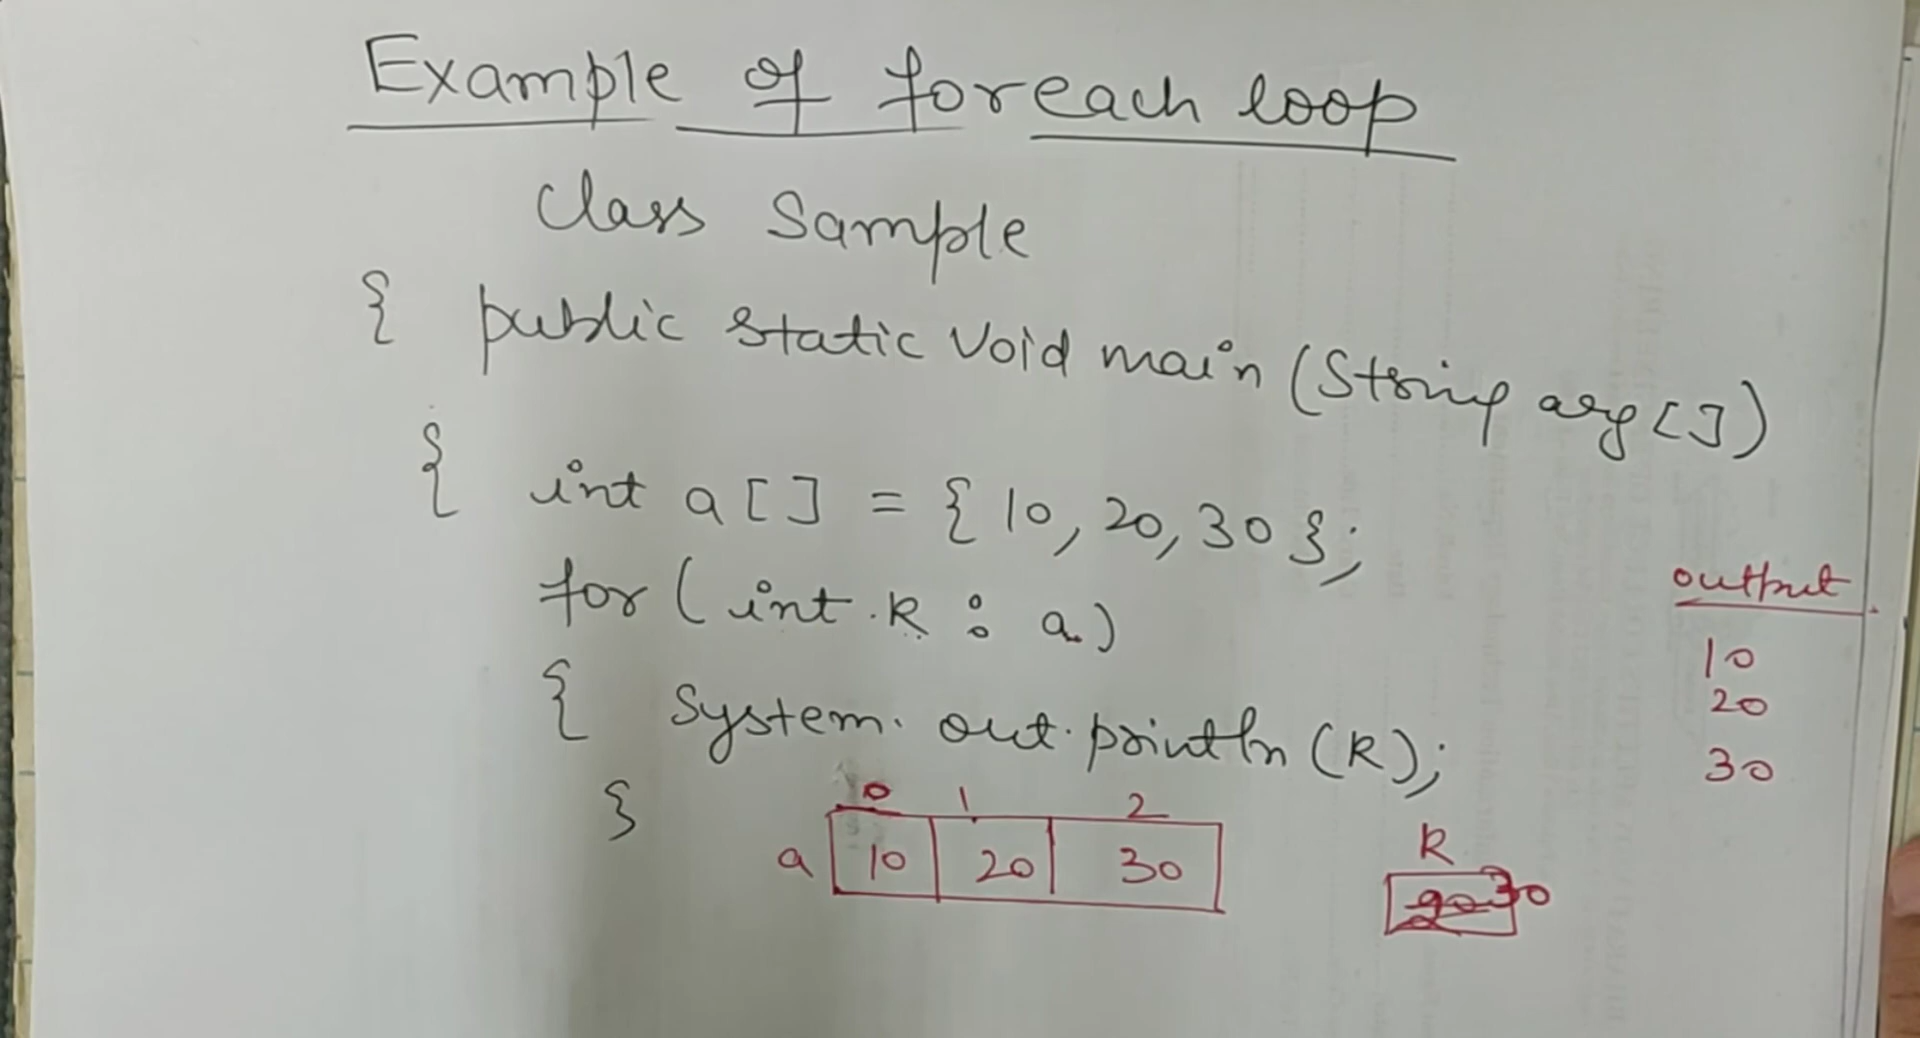 Example of foreach loop
Class Sample
{ public static void main (String arg[])
{ int a[] = {10, 20, 30};
for (int k : a)
{ System.out.println(k);
}
output
10
20
30
0 1 2
a 10 20 30
k
30